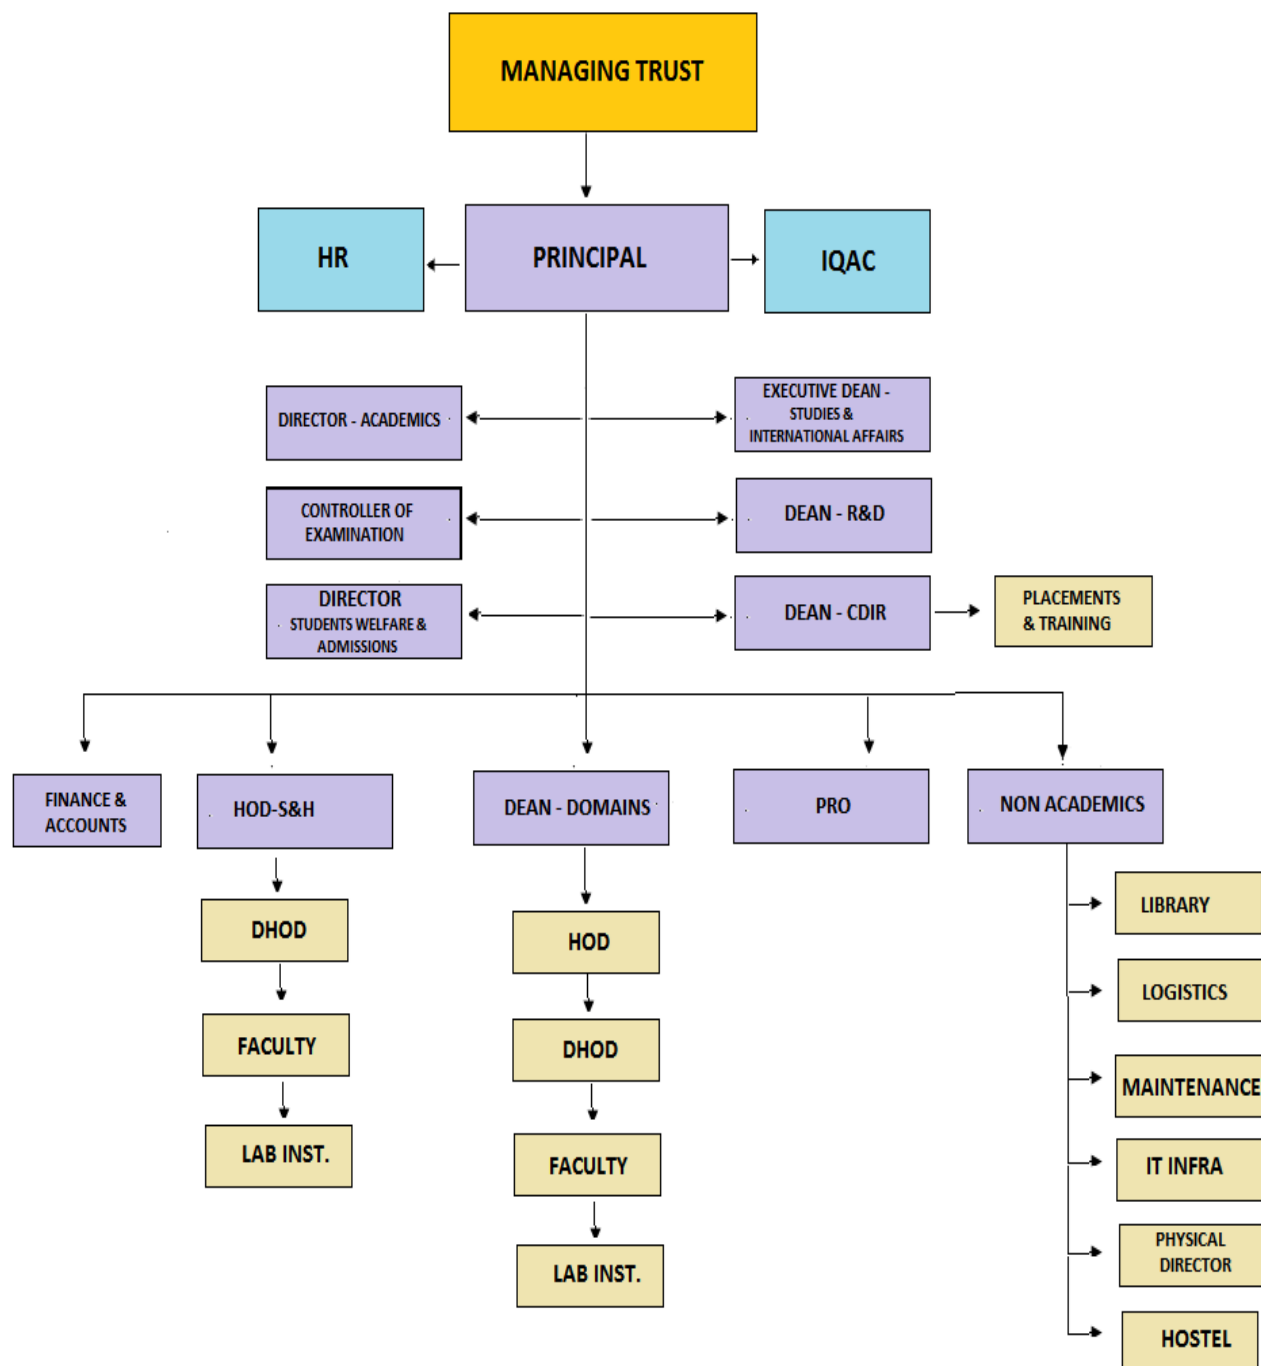 MANAGING TRUST
HR
PRINCIPAL
IQAC
DIRECTOR - ACADEMICS
EXECUTIVE DEAN -
STUDIES &
INTERNATIONAL AFFAIRS
CONTROLLER OF
EXAMINATION
DEAN - R&D
DIRECTOR
STUDENTS WELFARE &
ADMISSIONS
DEAN - CDIR
PLACEMENTS
& TRAINING
FINANCE &
ACCOUNTS
HOD-S&H
DEAN - DOMAINS
PRO
NON ACADEMICS
DHOD
FACULTY
LAB INST.
HOD
DHOD
FACULTY
LAB INST.
LIBRARY
LOGISTICS
MAINTENANCE
IT INFRA
PHYSICAL
DIRECTOR
HOSTEL